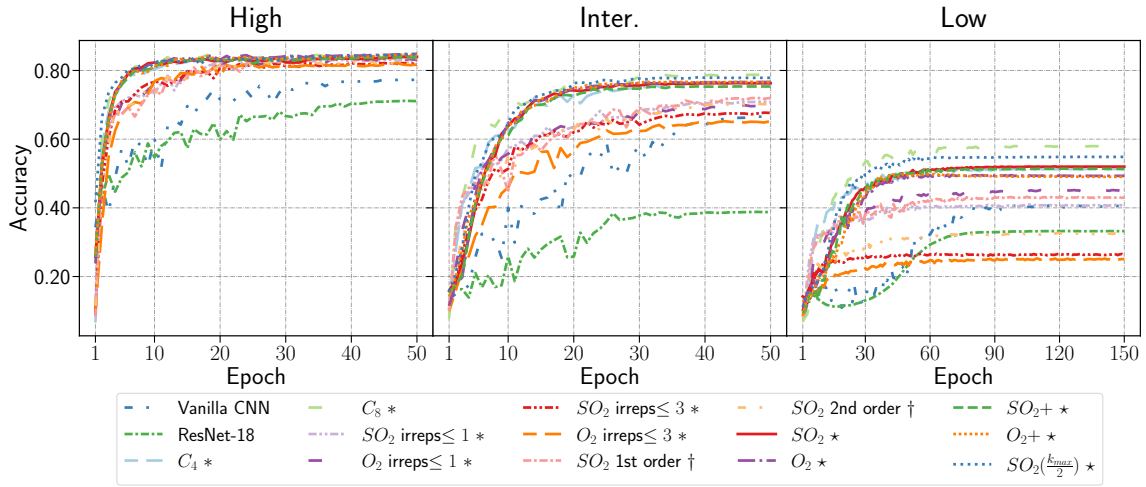 High
Inter.
Low
Accuracy
0.80
0.60
0.40
0.20
1 10 20 30 40 50
1 10 20 30 40 50
1 30 60 90 120 150
Epoch
Epoch
Epoch
Vanilla CNN
ResNet-18
C₄ *
C₈ *
SO₂ irreps≤ 1 *
O₂ irreps≤ 1 *
SO₂ irreps≤ 3 *
O₂ irreps≤ 3 *
SO₂ 1st order †
SO₂ 2nd order †
SO₂ ⋆
O₂ ⋆
SO₂+ ⋆
O₂+ ⋆
SO₂(k_max/2) ⋆